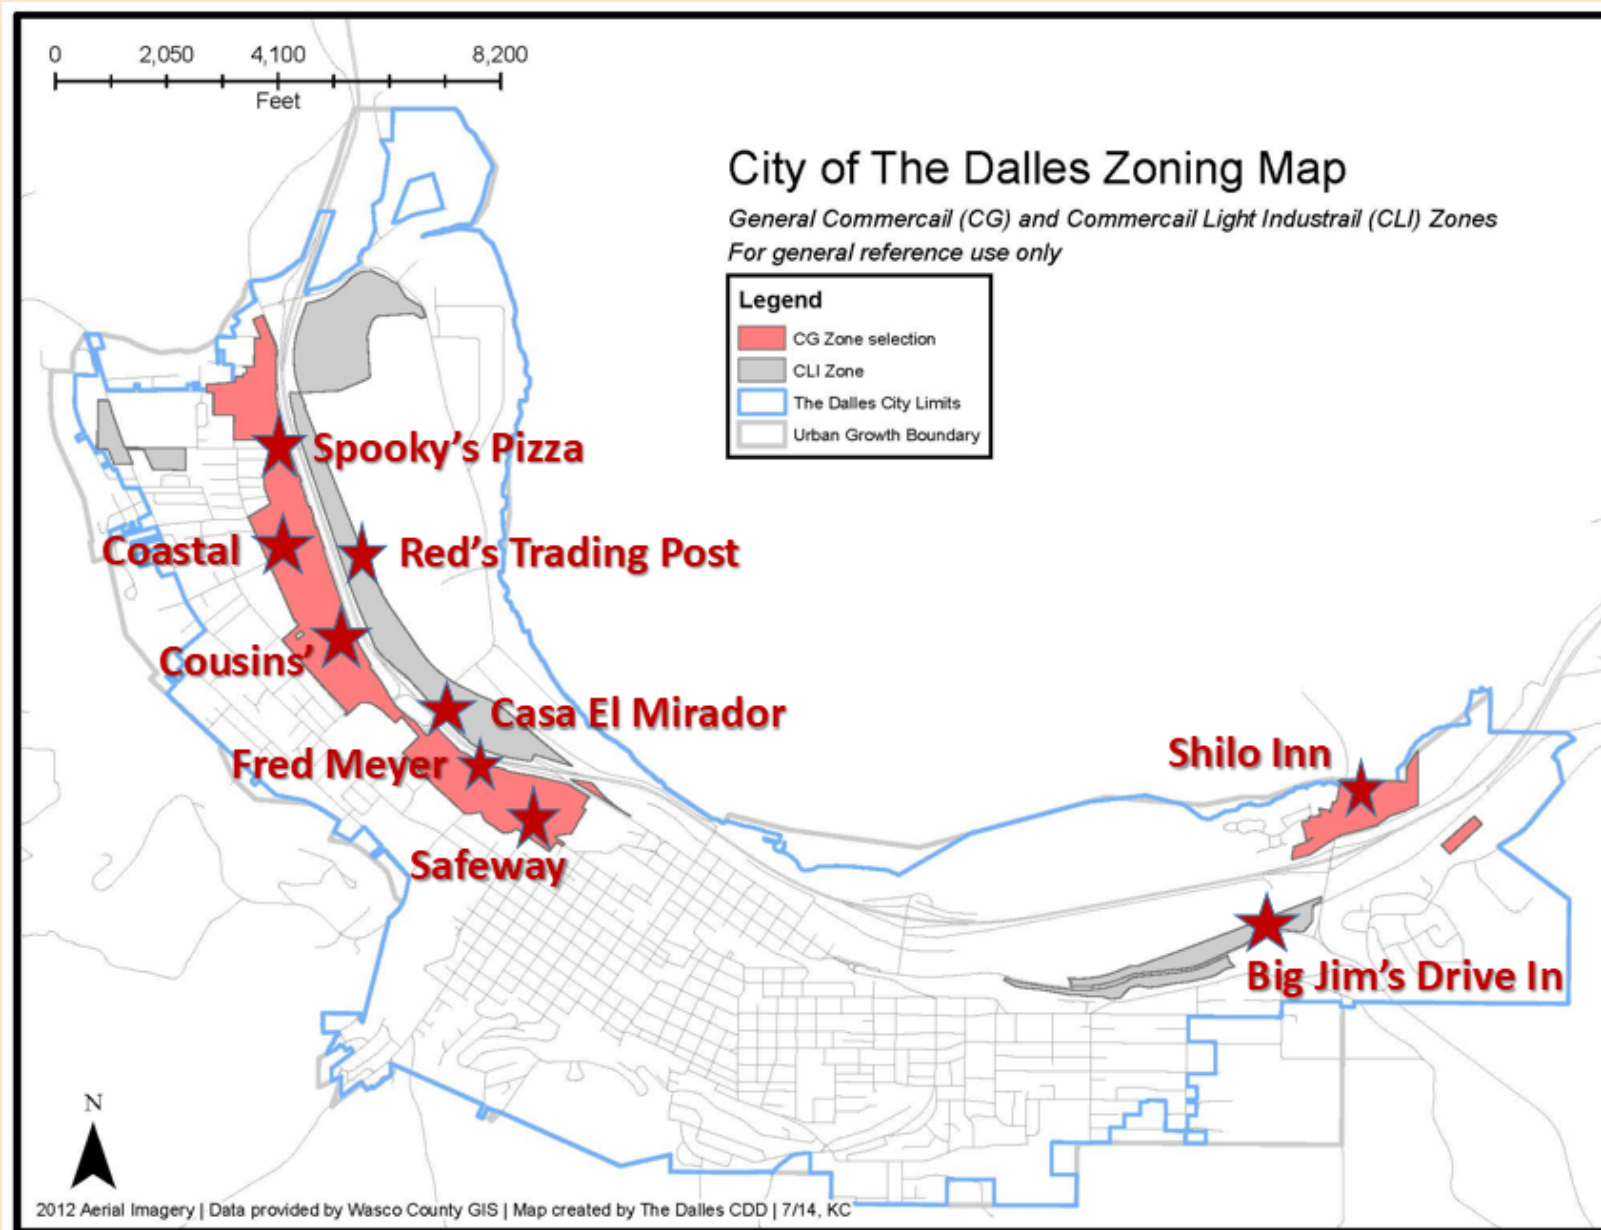 0 2,050 4,100 8,200
Feet
City of The Dalles Zoning Map
General Commercail (CG) and Commercail Light Industrail (CLI) Zones
For general reference use only
Legend
CG Zone selection
CLI Zone
The Dalles City Limits
Urban Growth Boundary
Spooky's Pizza
Coastal
Red's Trading Post
Cousins'
Casa El Mirador
Fred Meyer
Shilo Inn
Safeway
Big Jim's Drive In
N
2012 Aerial Imagery | Data provided by Wasco County GIS | Map created by The Dalles CDD | 7/14, KC